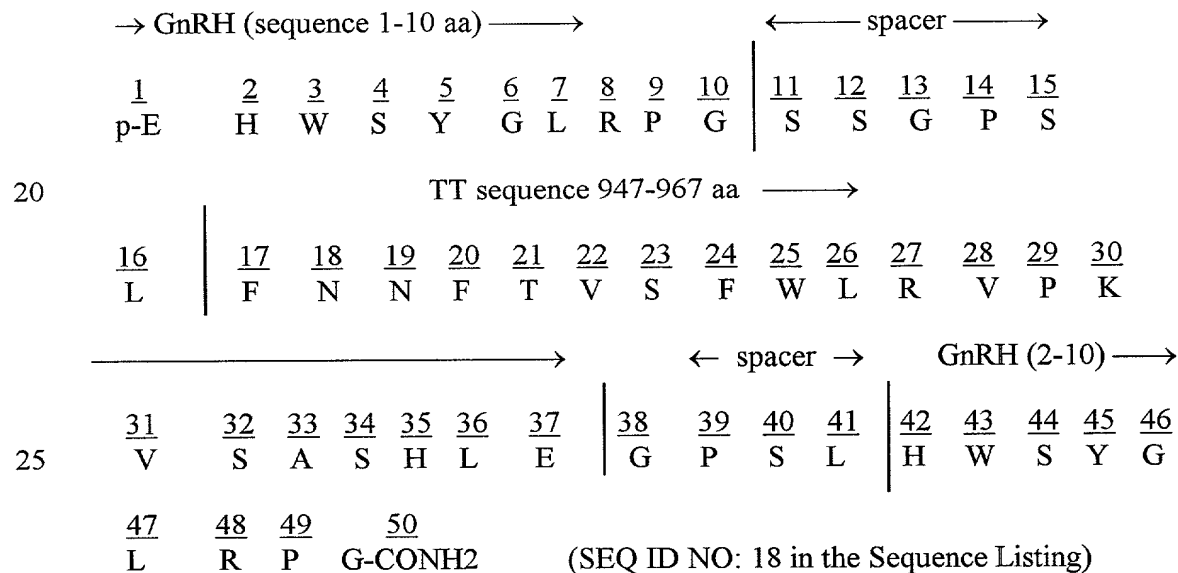 → GnRH (sequence 1-10 aa) → ← spacer →
1 2 3 4 5 6 7 8 9 10 11 12 13 14 15
p-E H W S Y G L R P G S S G P S
20 TT sequence 947-967 aa →
16 17 18 19 20 21 22 23 24 25 26 27 28 29 30
L F N N F T V S F W L R V P K
→ ← spacer → GnRH (2-10) →
31 32 33 34 35 36 37 38 39 40 41 42 43 44 45 46
25 V S A S H L E G P S L H W S Y G
47 48 49 50
L R P G-CONH2 (SEQ ID NO: 18 in the Sequence Listing)